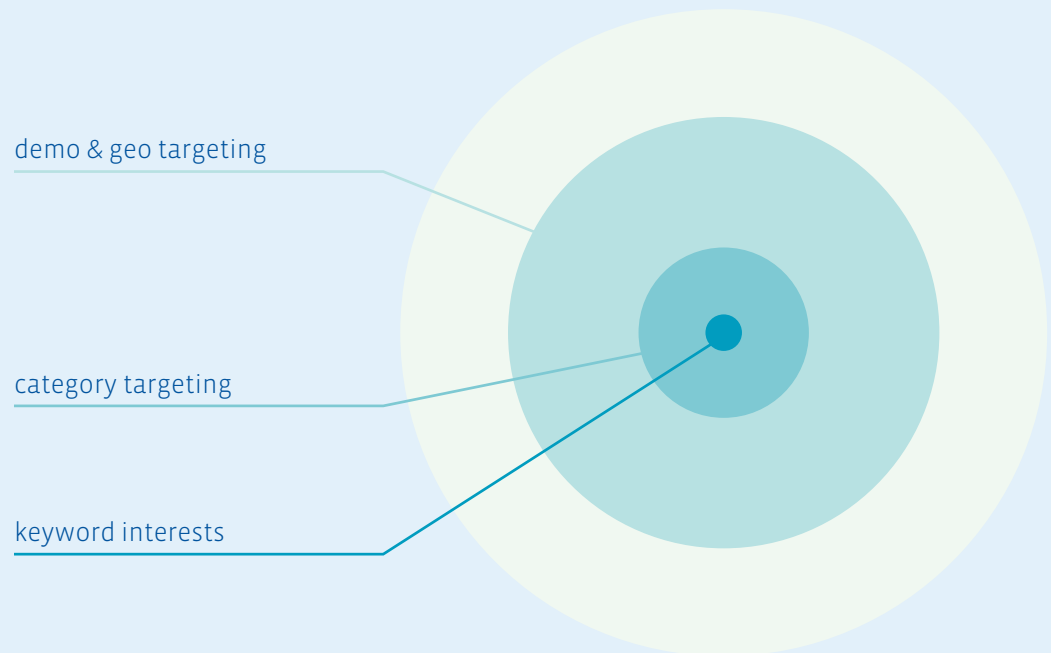 demo & geo targeting
category targeting
keyword interests